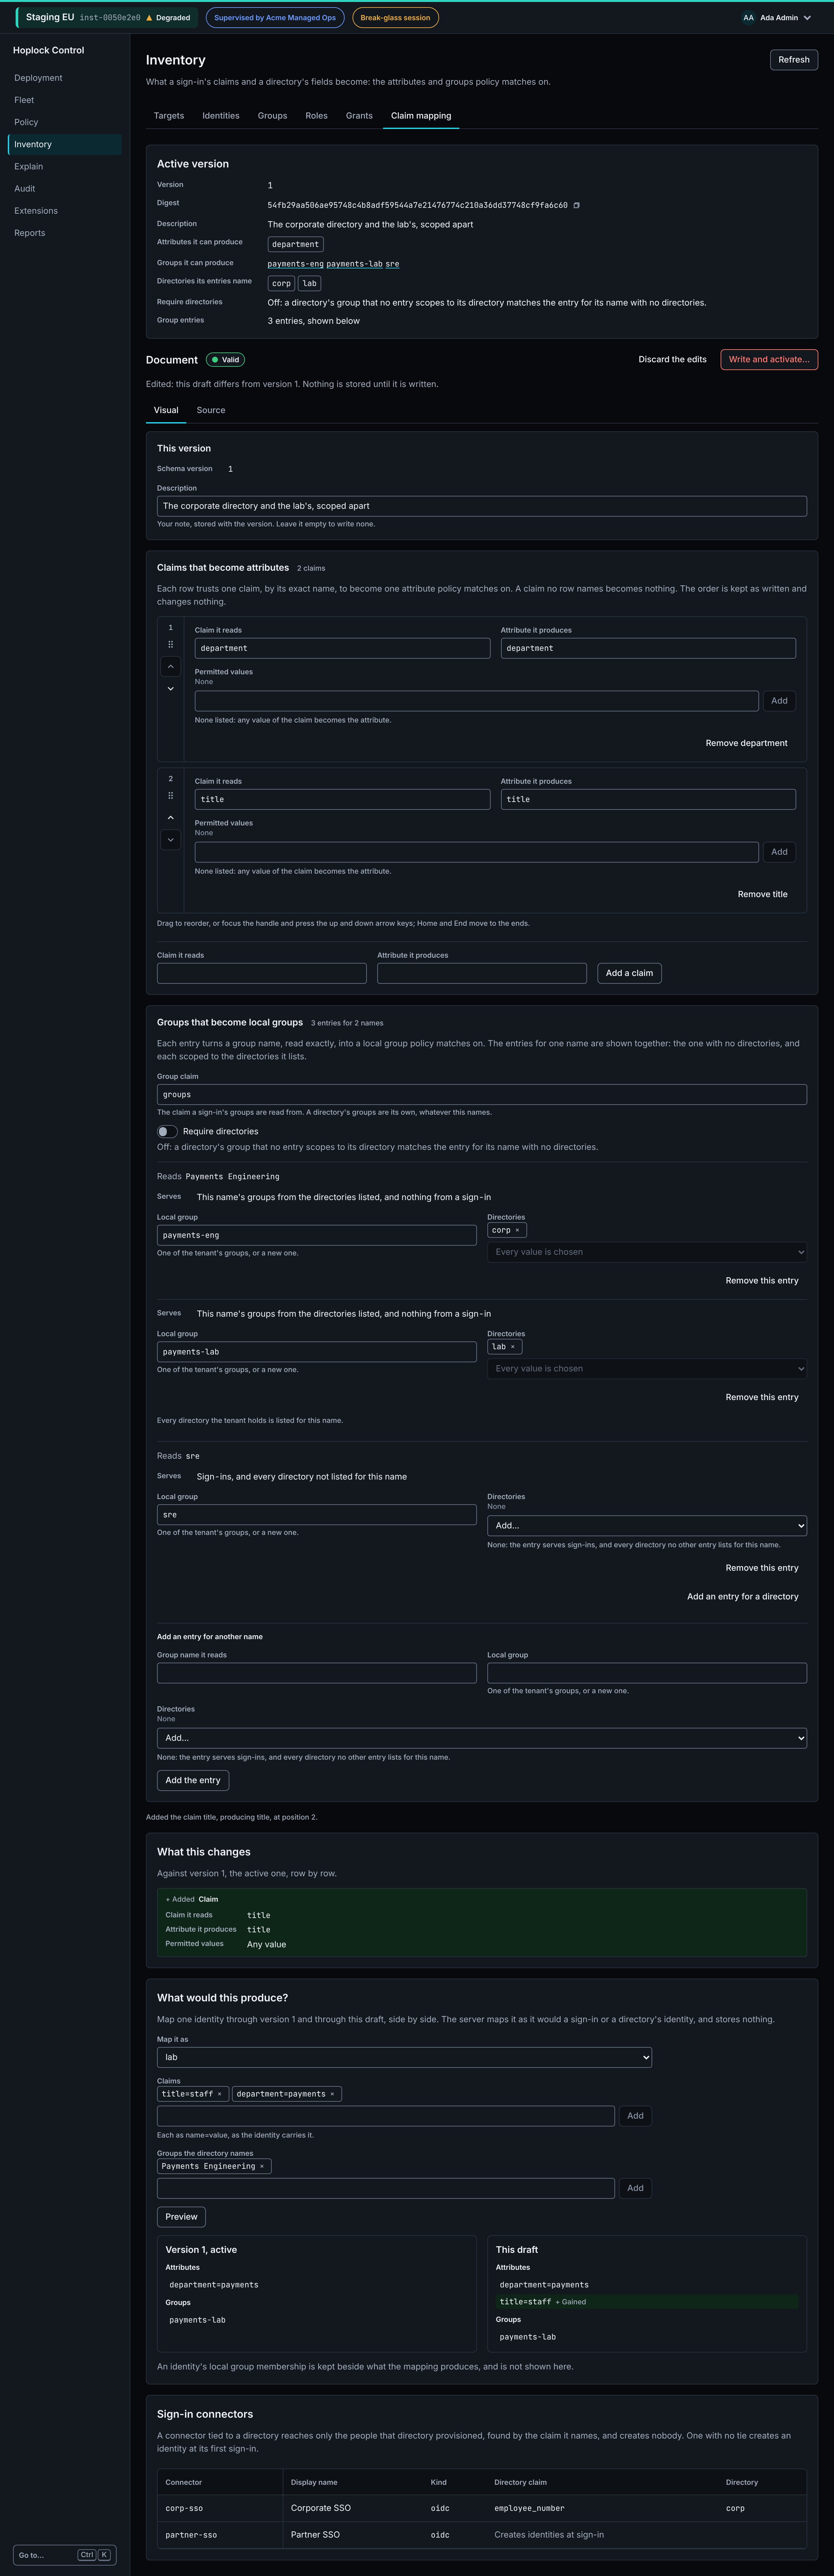 Staging EU inst-0050e2e0 Degraded Supervised by Acme Managed Ops Break-glass session AA Ada Admin
Hoplock Control
Deployment
Fleet
Policy
Inventory
Explain
Audit
Extensions
Reports
Go to... Ctrl K
Inventory
Refresh
What a sign-in's claims and a directory's fields become: the attributes and groups policy matches on.
Targets Identities Groups Roles Grants Claim mapping
Active version
Version 1
Digest 54fb29aa506ae95748c4b8adf59544a7e21476774c210a36dd37748cf9fa6c60
Description The corporate directory and the lab's, scoped apart
Attributes it can produce department
Groups it can produce payments-eng payments-lab sre
Directories its entries name corp lab
Require directories Off: a directory's group that no entry scopes to its directory matches the entry for its name with no directories.
Group entries 3 entries, shown below
Document Valid Discard the edits Write and activate...
Edited: this draft differs from version 1. Nothing is stored until it is written.
Visual Source
This version
Schema version 1
Description
The corporate directory and the lab's, scoped apart
Your note, stored with the version. Leave it empty to write none.
Claims that become attributes 2 claims
Each row trusts one claim, by its exact name, to become one attribute policy matches on. A claim no row names becomes nothing. The order is kept as written and
changes nothing.
1
Claim it reads Attribute it produces
department department
Permitted values
None
Add
None listed: any value of the claim becomes the attribute.
Remove department
2
Claim it reads Attribute it produces
title title
Permitted values
None
Add
None listed: any value of the claim becomes the attribute.
Remove title
Drag to reorder, or focus the handle and press the up and down arrow keys; Home and End move to the ends.
Claim it reads Attribute it produces
Add a claim
Groups that become local groups 3 entries for 2 names
Each entry turns a group name, read exactly, into a local group policy matches on. The entries for one name are shown together: the one with no directories, and
each scoped to the directories it lists.
Group claim
groups
The claim a sign-in's groups are read from. A directory's groups are its own, whatever this names.
Require directories
Off: a directory's group that no entry scopes to its directory matches the entry for its name with no directories.
Reads Payments Engineering
Serves This name's groups from the directories listed, and nothing from a sign-in
Local group Directories
corp ×
payments-eng
Every value is chosen
One of the tenant's groups, or a new one.
Remove this entry
Serves This name's groups from the directories listed, and nothing from a sign-in
Local group Directories
lab ×
payments-lab
Every value is chosen
One of the tenant's groups, or a new one.
Remove this entry
Every directory the tenant holds is listed for this name.
Reads sre
Serves Sign-ins, and every directory not listed for this name
Local group Directories
None
sre
Add...
One of the tenant's groups, or a new one.
None: the entry serves sign-ins, and every directory no other entry lists for this name.
Remove this entry
Add an entry for a directory
Add an entry for another name
Group name it reads Local group
One of the tenant's groups, or a new one.
Directories
None
Add...
None: the entry serves sign-ins, and every directory no other entry lists for this name.
Add the entry
Added the claim title, producing title, at position 2.
What this changes
Against version 1, the active one, row by row.
+ Added Claim
Claim it reads title
Attribute it produces title
Permitted values Any value
What would this produce?
Map one identity through version 1 and through this draft, side by side. The server maps it as it would a sign-in or a directory's identity, and stores nothing.
Map it as
lab
Claims
title=staff × department=payments ×
Add
Each as name=value, as the identity carries it.
Groups the directory names
Payments Engineering ×
Add
Preview
Version 1, active
Attributes
department=payments
Groups
payments-lab
This draft
Attributes
department=payments
title=staff + Gained
Groups
payments-lab
An identity's local group membership is kept beside what the mapping produces, and is not shown here.
Sign-in connectors
A connector tied to a directory reaches only the people that directory provisioned, found by the claim it names, and creates nobody. One with no tie creates an
identity at its first sign-in.
Connector Display name Kind Directory claim Directory
corp-sso Corporate SSO oidc employee_number corp
partner-sso Partner SSO oidc Creates identities at sign-in